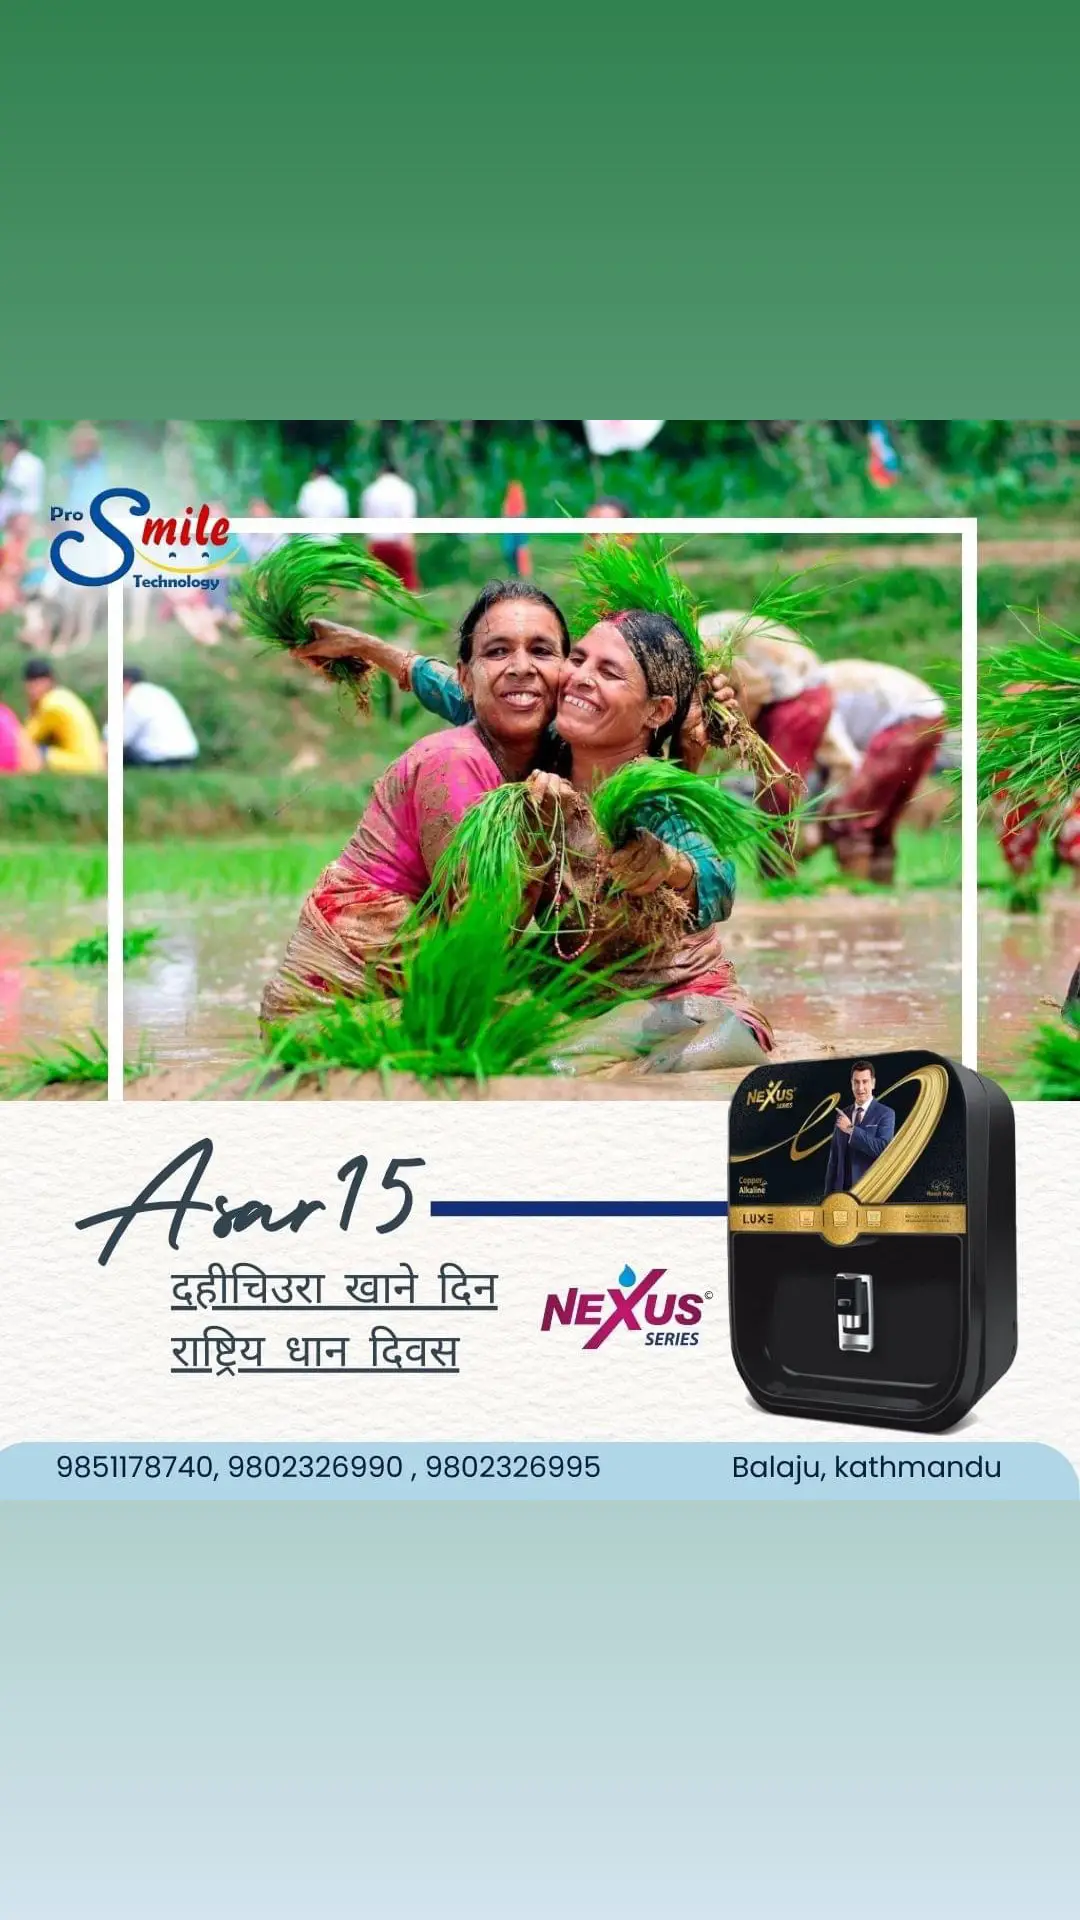 Pro Smile
Technology
NEXUS
SERIES
Copper
Alkaline
LUXE
Asar 15
दहीचिउरा खाने दिन
राष्ट्रिय धान दिवस
NEXUS©
SERIES
9851178740, 9802326990 , 9802326995
Balaju, kathmandu